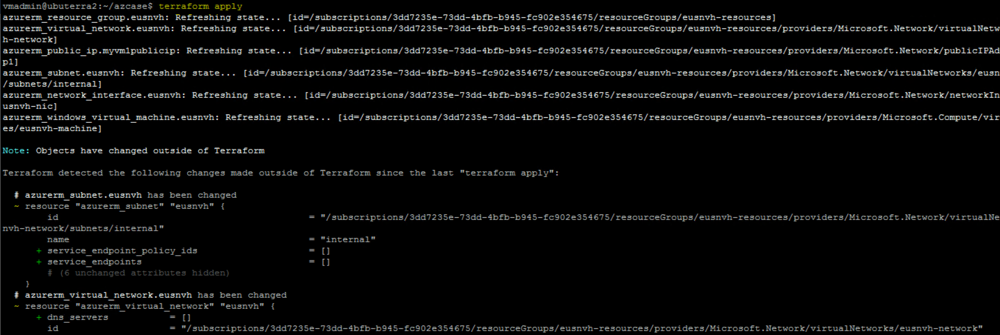 vmadmin@ubuterra2:~/azcase$ terraform apply
azurerm_resource_group.eusnvh: Refreshing state... [id=/subscriptions/3dd7235e-73dd-4bfb-b945-fc902e354675/resourceGroups/eusnvh-resources]
azurerm_virtual_network.eusnvh: Refreshing state... [id=/subscriptions/3dd7235e-73dd-4bfb-b945-fc902e354675/resourceGroups/eusnvh-resources/providers/Microsoft.Network/virtualNetw
h-network]
azurerm_public_ip.myvm1publicip: Refreshing state... [id=/subscriptions/3dd7235e-73dd-4bfb-b945-fc902e354675/resourceGroups/eusnvh-resources/providers/Microsoft.Network/publicIPAd
p1]
azurerm_subnet.eusnvh: Refreshing state... [id=/subscriptions/3dd7235e-73dd-4bfb-b945-fc902e354675/resourceGroups/eusnvh-resources/providers/Microsoft.Network/virtualNetworks/eusn
/subnets/internal]
azurerm_network_interface.eusnvh: Refreshing state... [id=/subscriptions/3dd7235e-73dd-4bfb-b945-fc902e354675/resourceGroups/eusnvh-resources/providers/Microsoft.Network/networkIn
usnvh-nic]
azurerm_windows_virtual_machine.eusnvh: Refreshing state... [id=/subscriptions/3dd7235e-73dd-4bfb-b945-fc902e354675/resourceGroups/eusnvh-resources/providers/Microsoft.Compute/vir
es/eusnvh-machine]
Note: Objects have changed outside of Terraform
Terraform detected the following changes made outside of Terraform since the last "terraform apply":
# azurerm_subnet.eusnvh has been changed
~ resource "azurerm_subnet" "eusnvh" {
id = "/subscriptions/3dd7235e-73dd-4bfb-b945-fc902e354675/resourceGroups/eusnvh-resources/providers/Microsoft.Network/virtualNe
nvh-network/subnets/internal"
name = "internal"
+ service_endpoint_policy_ids = []
+ service_endpoints = []
# (6 unchanged attributes hidden)
}
# azurerm_virtual_network.eusnvh has been changed
~ resource "azurerm_virtual_network" "eusnvh" {
+ dns_servers = []
id = "/subscriptions/3dd7235e-73dd-4bfb-b945-fc902e354675/resourceGroups/eusnvh-resources/providers/Microsoft.Network/virtualNetworks/eusnvh-network"